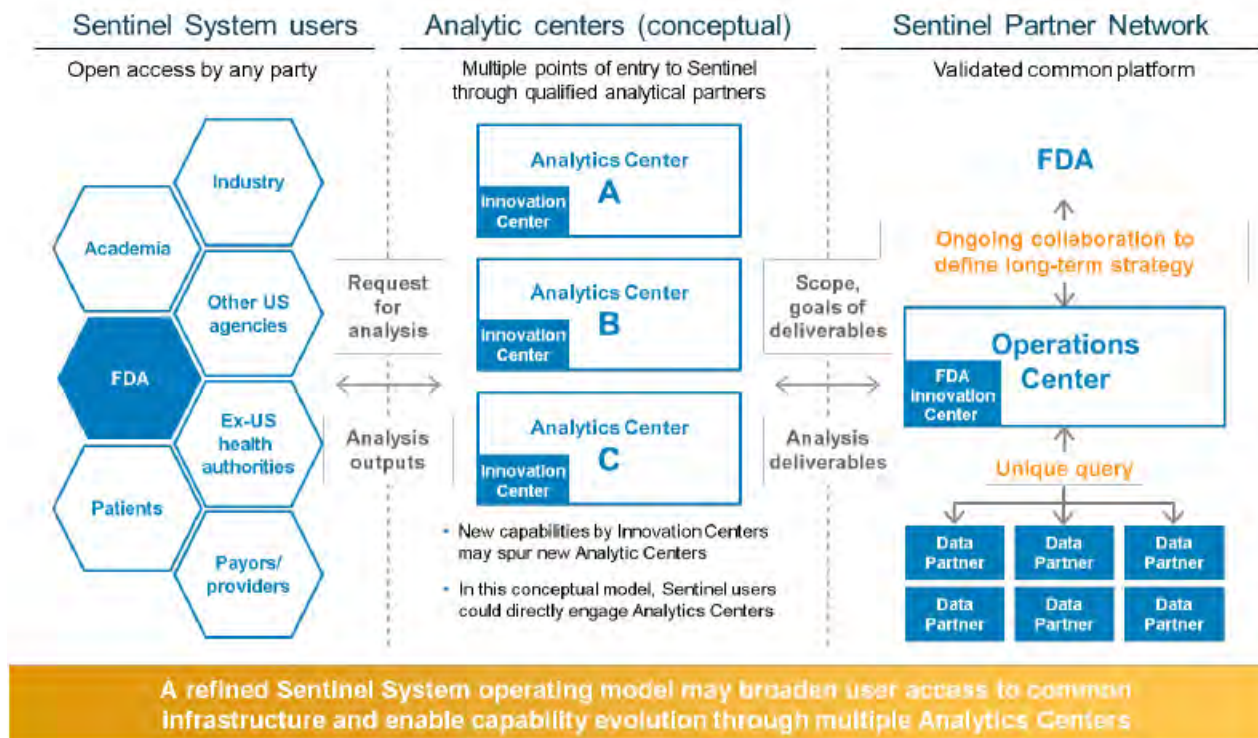 Sentinel System users
Open access by any party
Industry
Academia
Other US
agencies
FDA
Ex-US
health
authorities
Patients
Payors/
providers
Request
for
analysis
Analysis
outputs
Analytic centers (conceptual)
Multiple points of entry to Sentinel
through qualified analytical partners
Analytics Center
A
Innovation
Center
Analytics Center
B
Innovation
Center
Analytics Center
C
Innovation
Center
• New capabilities by Innovation Centers
may spur new Analytic Centers
• In this conceptual model, Sentinel users
could directly engage Analytics Centers
Scope,
goals of
deliverables
Analysis
deliverables
Sentinel Partner Network
Validated common platform
FDA
Ongoing collaboration to
define long-term strategy
Operations
Center
FDA
Innovation
Center
Unique query
Data
Partner
Data
Partner
Data
Partner
Data
Partner
Data
Partner
Data
Partner
A refined Sentinel System operating model may broaden user access to common
infrastructure and enable capability evolution through multiple Analytics Centers